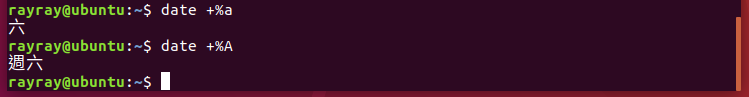 rayray@ubuntu:~$ date +%a
六
rayray@ubuntu:~$ date +%A
週六
rayray@ubuntu:~$